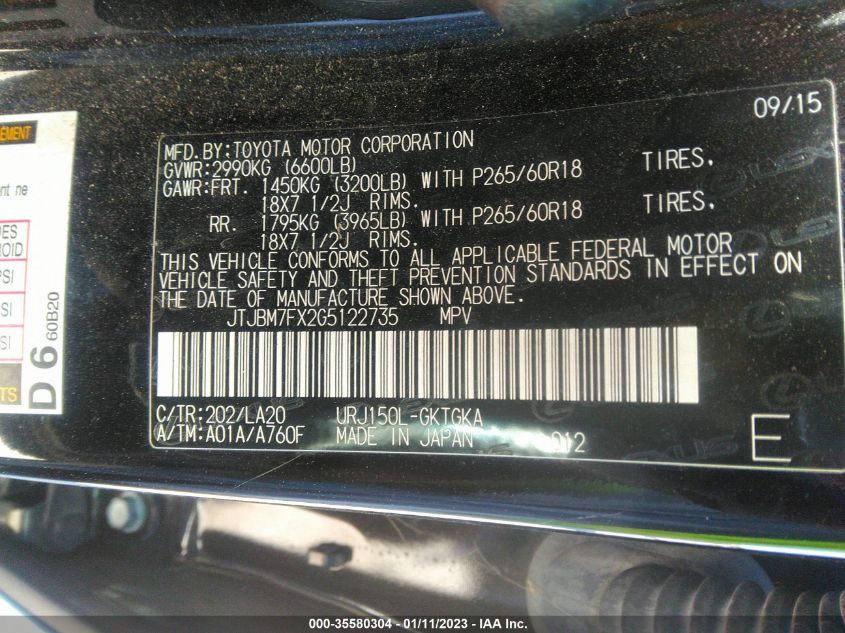 09/15
MFD.BY:TOYOTA MOTOR CORPORATION
GVWR:2990KG (6600LB)
GAWR:FRT. 1450KG (3200LB) WITH P265/60R18 TIRES.
18X7 1/2J RIMS.
RR. 1795KG (3965LB) WITH P265/60R18 TIRES.
18X7 1/2J RIMS.
THIS VEHICLE CONFORMS TO ALL APPLICABLE FEDERAL MOTOR
VEHICLE SAFETY AND THEFT PREVENTION STANDARDS IN EFFECT ON
THE DATE OF MANUFACTURE SHOWN ABOVE.
JTJBM7FX2G5122735 MPV
C/TR:202/LA20 URJ150L-GKTGKA
A/TM:A01A/A760F MADE IN JAPAN 012
E
ent ne
D6
60B20
000-35580304 - 01/11/2023 - © IAA Inc.